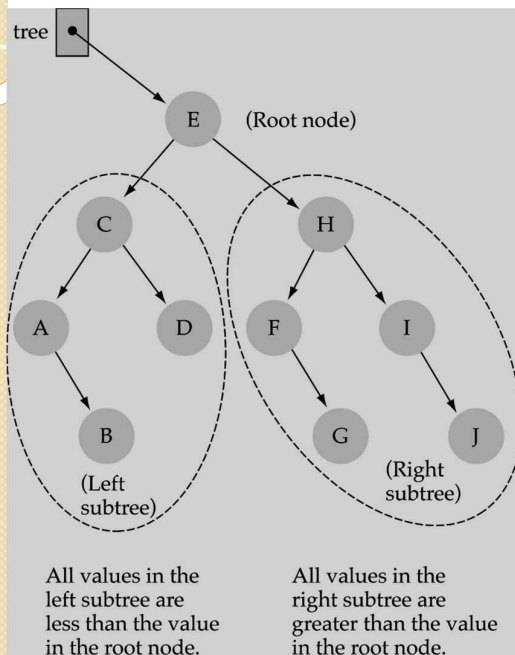 tree
E
(Root node)
C
H
A
D
F
I
B
G
J
(Left
subtree)
(Right
subtree)
All values in the
left subtree are
less than the value
in the root node.
All values in the
right subtree are
greater than the value
in the root node.